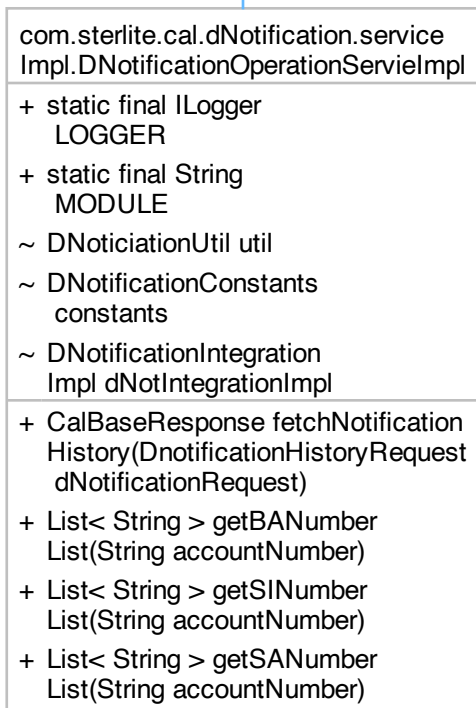 com.sterlite.cal.dNotification.service
Impl.DNotificationOperationServieImpl
+ static final ILogger
LOGGER
+ static final String
MODULE
~ DNoticiationUtil util
~ DNotificationConstants
constants
~ DNotificationIntegration
Impl dNotIntegrationImpl
+ CalBaseResponse fetchNotification
History(DnotificationHistoryRequest
dNotificationRequest)
+ List< String > getBANumber
List(String accountNumber)
+ List< String > getSINumber
List(String accountNumber)
+ List< String > getSANumber
List(String accountNumber)